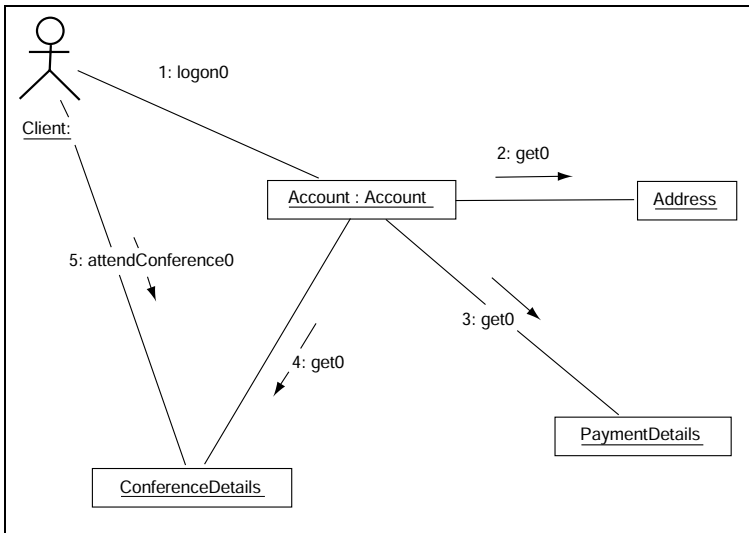 1: logon0
Client:
2: get0
Account : Account
Address
5: attendConference0
3: get0
4: get0
PaymentDetails
ConferenceDetails